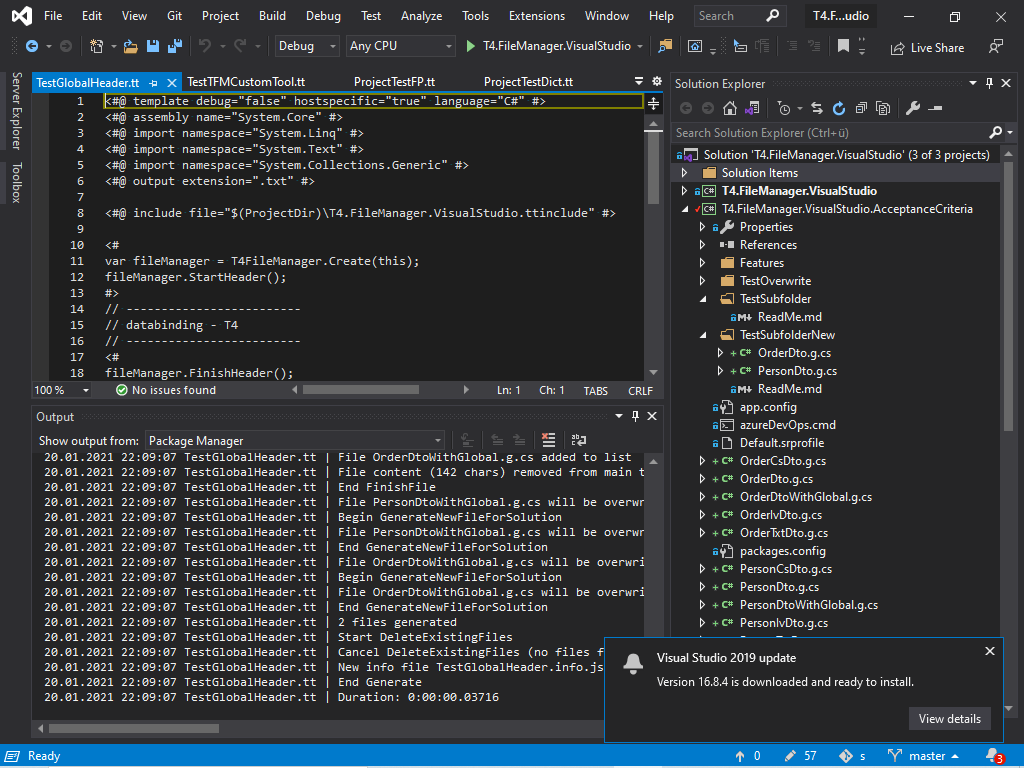 File Edit View Git Project Build Debug Test Analyze Tools Extensions Window Help Search T4.F...udio
Debug Any CPU T4.FileManager.VisualStudio Live Share
Server Explorer
Toolbox
TestGlobalHeader.tt TestTFMCustomTool.tt ProjectTestFP.tt ProjectTestDict.tt
1 <#@ template debug="false" hostspecific="true" language="C#" #>
2 <#@ assembly name="System.Core" #>
3 <#@ import namespace="System.Linq" #>
4 <#@ import namespace="System.Text" #>
5 <#@ import namespace="System.Collections.Generic" #>
6 <#@ output extension=".txt" #>
7
8 <#@ include file="$(ProjectDir)\T4.FileManager.VisualStudio.ttinclude" #>
9
10 <#
11 var fileManager = T4FileManager.Create(this);
12 fileManager.StartHeader();
13 #>
14 // -------------------------
15 // databinding - T4
16 // -------------------------
17 <#
18 fileManager.FinishHeader();
100 % No issues found Ln: 1 Ch: 1 TABS CRLF
Output
Show output from: Package Manager
20.01.2021 22:09:07 TestGlobalHeader.tt | File OrderDtoWithGlobal.g.cs added to list
20.01.2021 22:09:07 TestGlobalHeader.tt | File content (142 chars) removed from main t
20.01.2021 22:09:07 TestGlobalHeader.tt | End FinishFile
20.01.2021 22:09:07 TestGlobalHeader.tt | File PersonDtoWithGlobal.g.cs will be overwr
20.01.2021 22:09:07 TestGlobalHeader.tt | Begin GenerateNewFileForSolution
20.01.2021 22:09:07 TestGlobalHeader.tt | File PersonDtoWithGlobal.g.cs will be overwr
20.01.2021 22:09:07 TestGlobalHeader.tt | End GenerateNewFileForSolution
20.01.2021 22:09:07 TestGlobalHeader.tt | File OrderDtoWithGlobal.g.cs will be overwri
20.01.2021 22:09:07 TestGlobalHeader.tt | Begin GenerateNewFileForSolution
20.01.2021 22:09:07 TestGlobalHeader.tt | File OrderDtoWithGlobal.g.cs will be overwri
20.01.2021 22:09:07 TestGlobalHeader.tt | End GenerateNewFileForSolution
20.01.2021 22:09:07 TestGlobalHeader.tt | 2 files generated
20.01.2021 22:09:07 TestGlobalHeader.tt | Start DeleteExistingFiles
20.01.2021 22:09:07 TestGlobalHeader.tt | Cancel DeleteExistingFiles (no files f
20.01.2021 22:09:07 TestGlobalHeader.tt | New info file TestGlobalHeader.info.js
20.01.2021 22:09:07 TestGlobalHeader.tt | End Generate
20.01.2021 22:09:07 TestGlobalHeader.tt | Duration: 0:00:00.03716
Solution Explorer
Search Solution Explorer (Ctrl+ü)
Solution 'T4.FileManager.VisualStudio' (3 of 3 projects)
Solution Items
C# T4.FileManager.VisualStudio
C# T4.FileManager.VisualStudio.AcceptanceCriteria
Properties
References
Features
TestOverwrite
TestSubfolder
M ReadMe.md
TestSubfolderNew
+ C# OrderDto.g.cs
+ C# PersonDto.g.cs
M ReadMe.md
app.config
azureDevOps.cmd
Default.srprofile
+ C# OrderCsDto.g.cs
+ C# OrderDto.g.cs
+ C# OrderDtoWithGlobal.g.cs
+ C# OrderIvDto.g.cs
+ C# OrderTxtDto.g.cs
packages.config
+ C# PersonCsDto.g.cs
+ C# PersonDto.g.cs
+ C# PersonDtoWithGlobal.g.cs
+ C# PersonIvDto.g.cs
Visual Studio 2019 update
Version 16.8.4 is downloaded and ready to install.
View details
Ready 0 57 s master 3